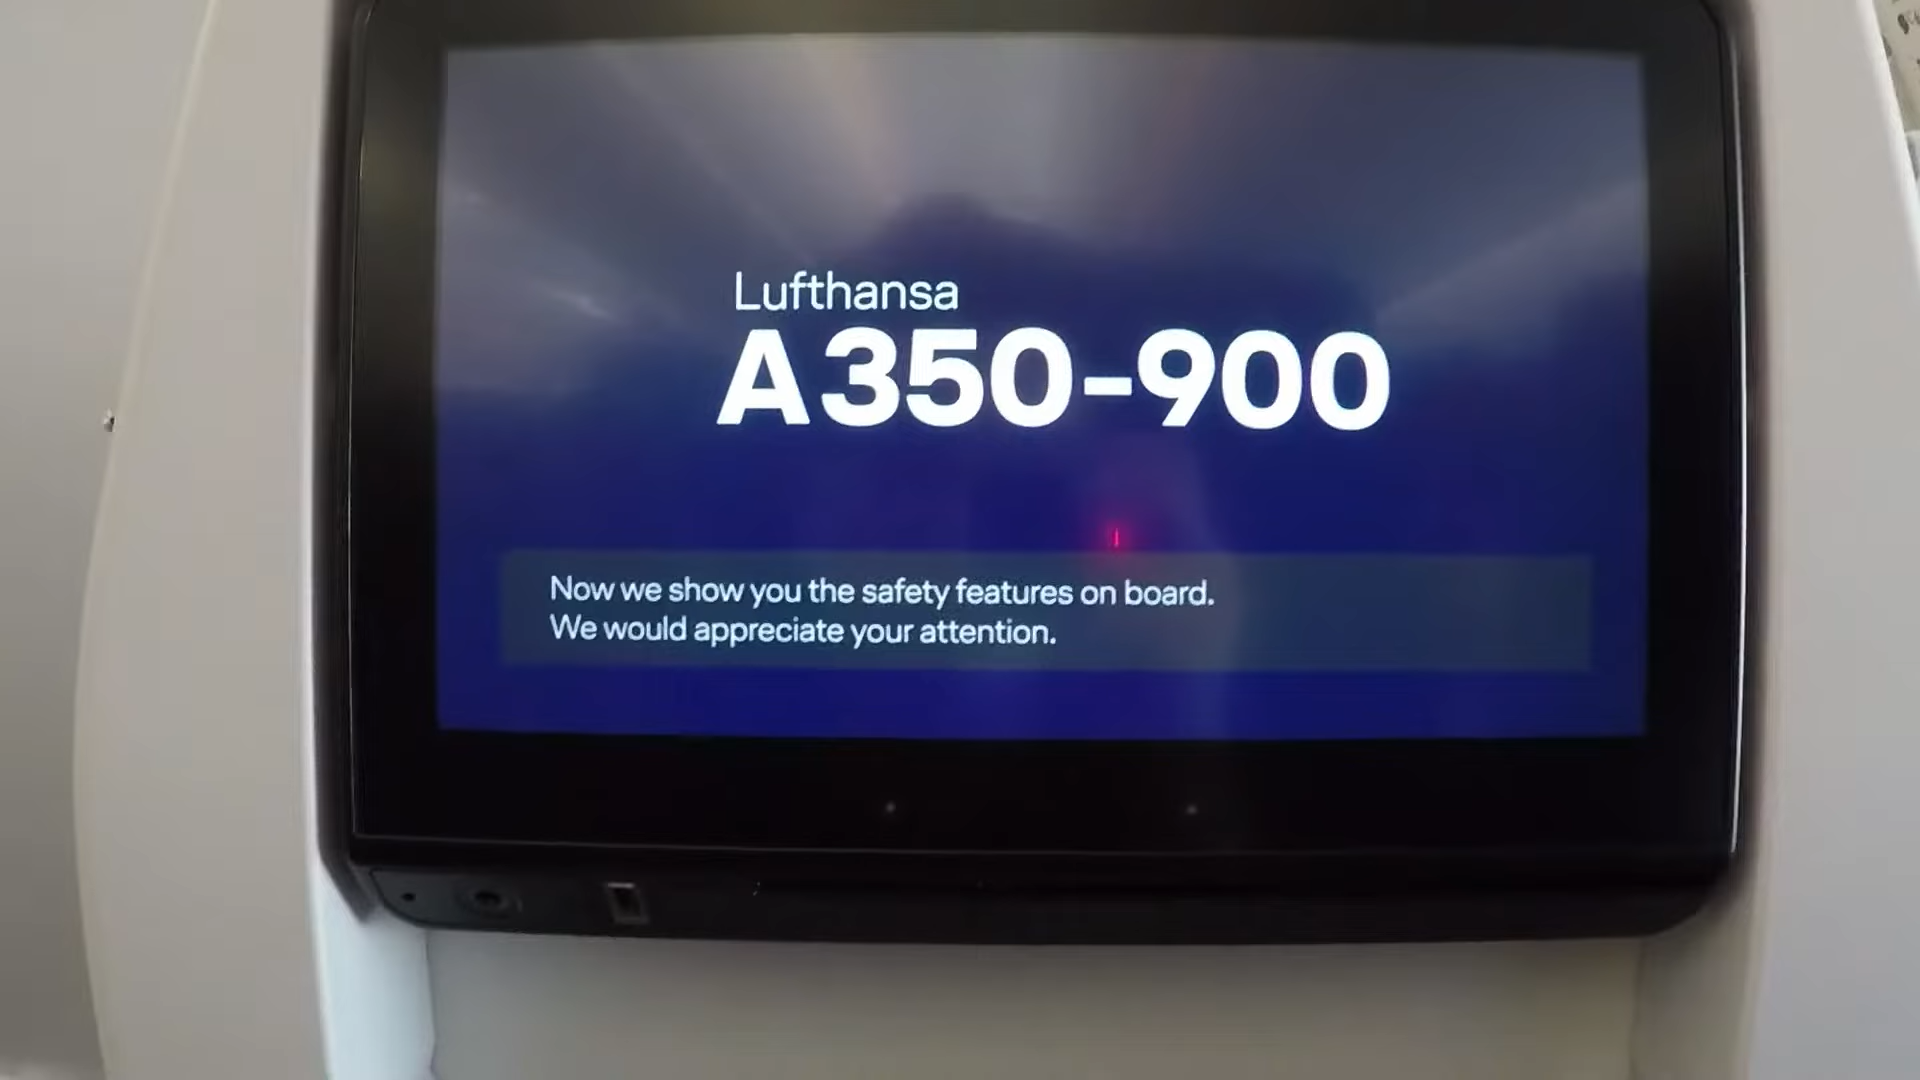 Lufthansa
A350-900
Now we show you the safety features on board.
We would appreciate your attention.